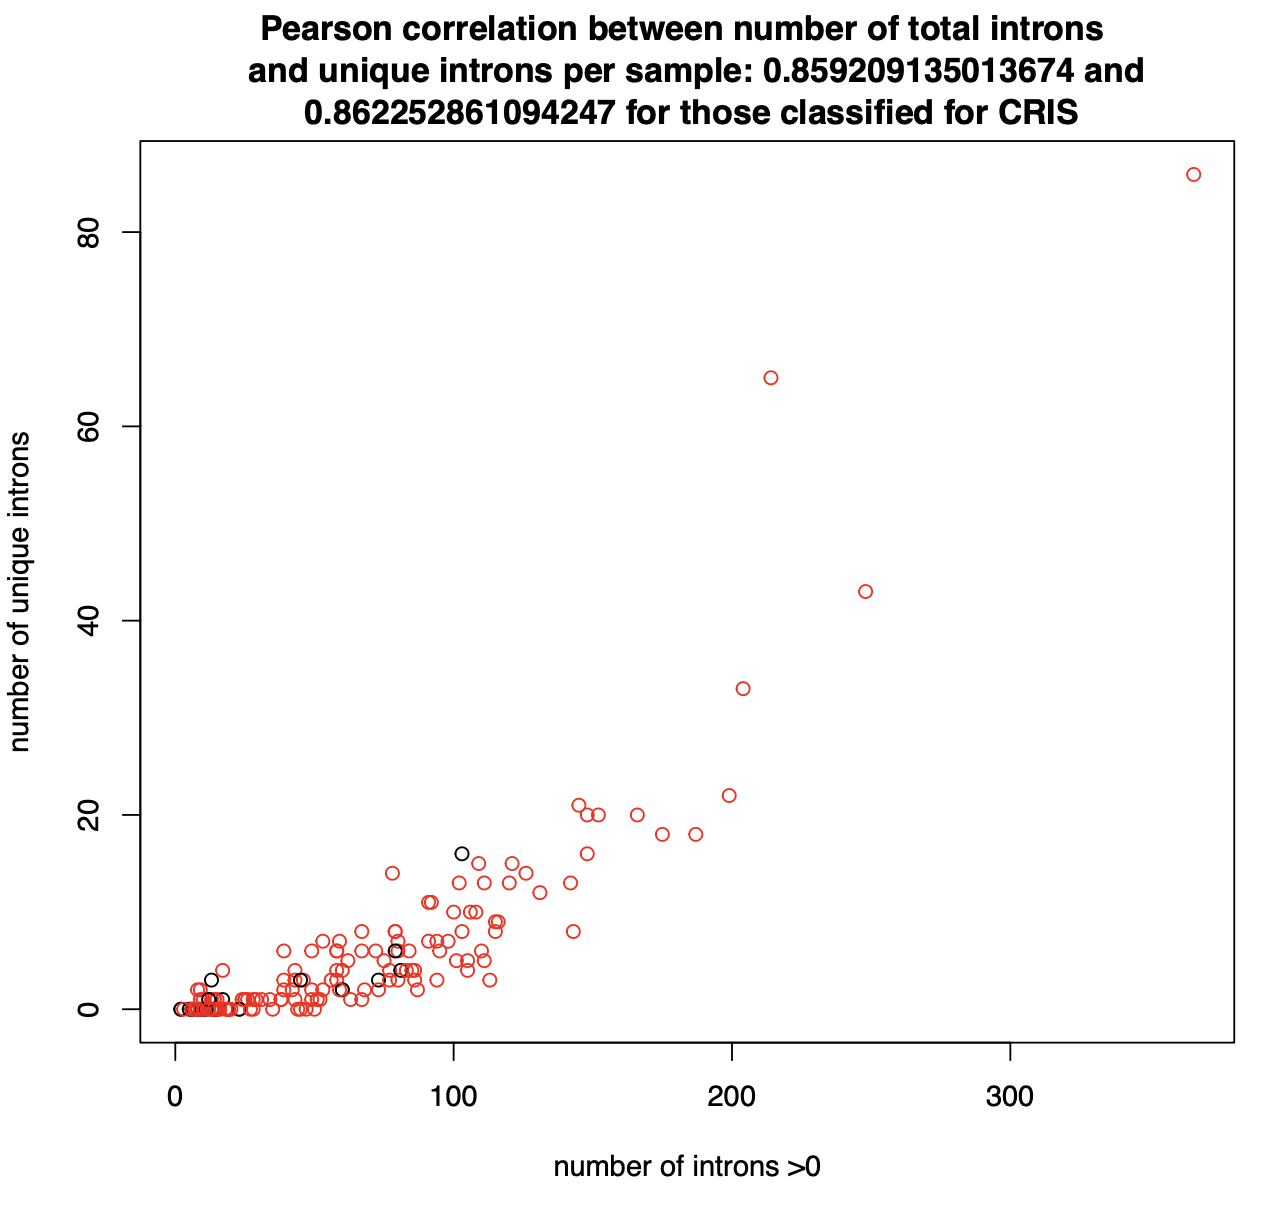 Pearson correlation between number of total introns
and unique introns per sample: 0.859209135013674 and
0.862252861094247 for those classified for CRIS
number of unique introns
80
60
40
20
0
0 100 200 300
number of introns >0